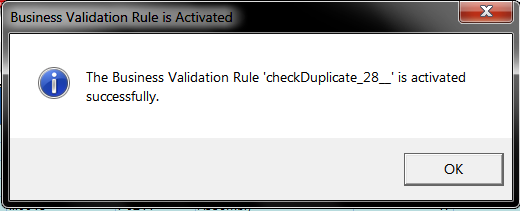 Business Validation Rule is Activated
The Business Validation Rule 'checkDuplicate_28__' is activated
successfully.
OK